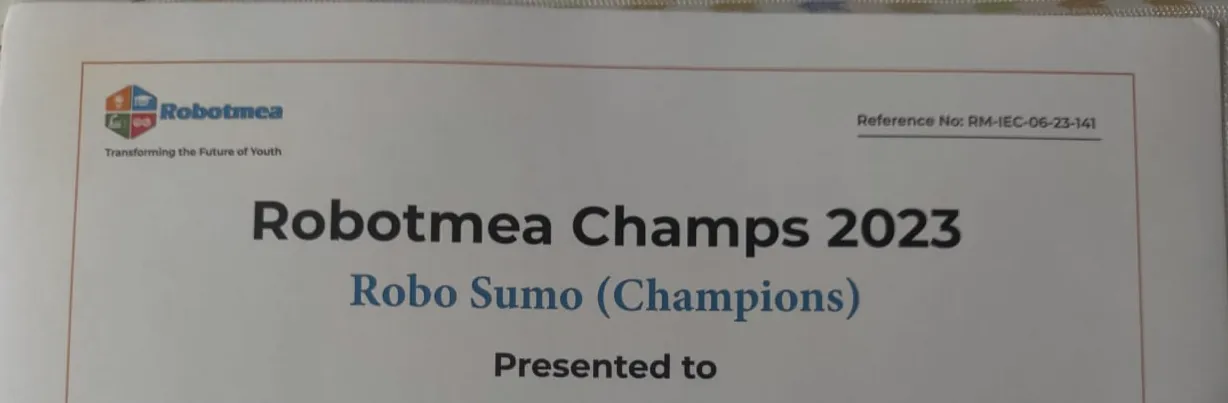 Robotmea
Transforming the Future of Youth
Reference No: RM-IEC-06-23-141
Robotmea Champs 2023
Robo Sumo (Champions)
Presented to